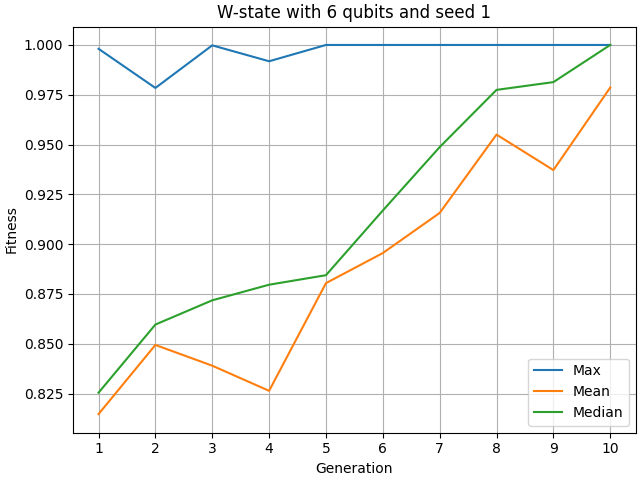 W-state with 6 qubits and seed 1
1.000
0.975
0.950
0.925
0.900
0.875
0.850
0.825
Fitness
Max
Mean
Median
1 2 3 4 5 6 7 8 9 10
Generation